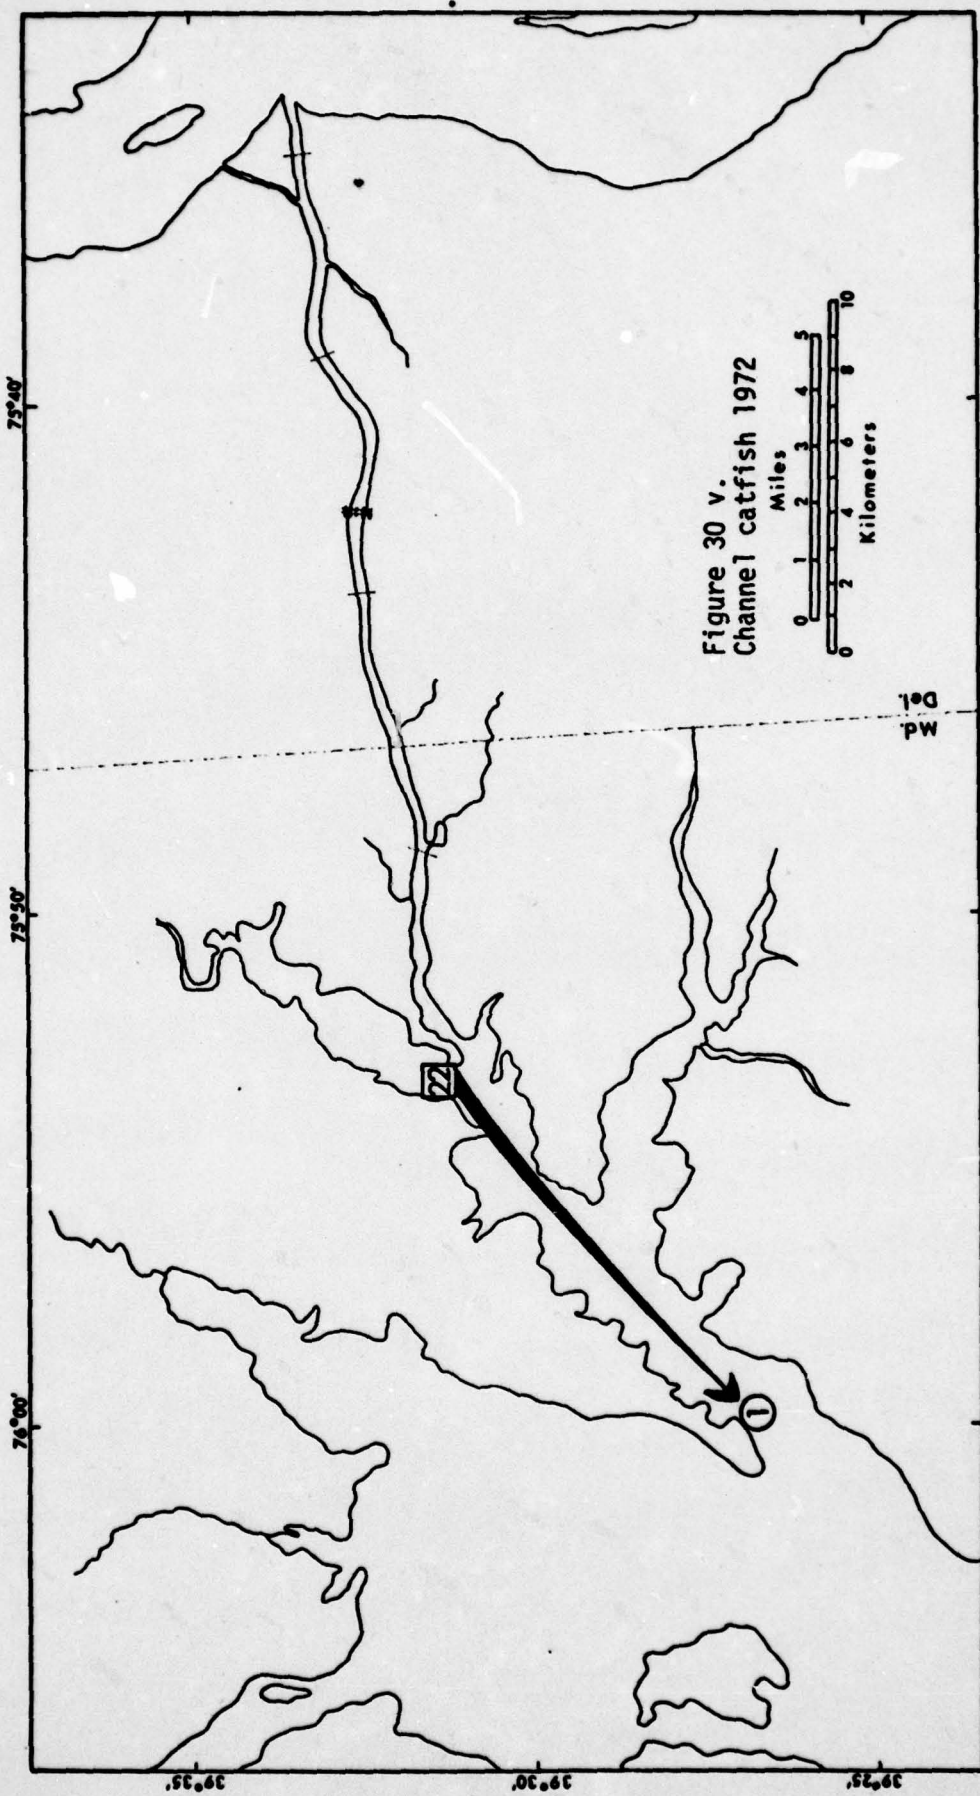 76°00'
75°50'
75°40'
39°35'
39°30'
39°25'
22
1
Md.
Del.
Figure 30 v.
Channel catfish 1972
Miles
0 1 2 3 4 5
0 2 4 6 8 10
Kilometers